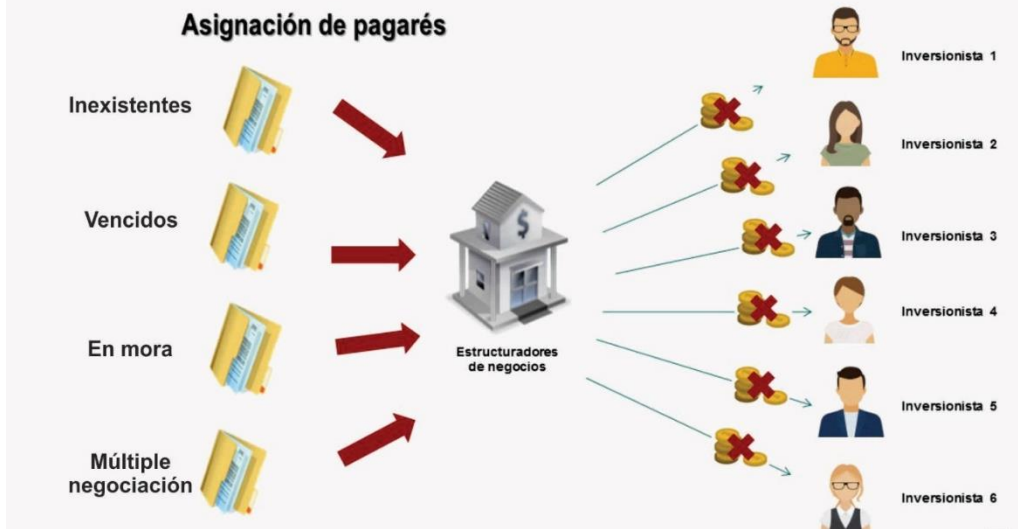 Asignación de pagarés
Inexistentes
Vencidos
En mora
Múltiple
negociación
$
Estructuradores
de negocios
Inversionista 1
Inversionista 2
Inversionista 3
Inversionista 4
Inversionista 5
Inversionista 6